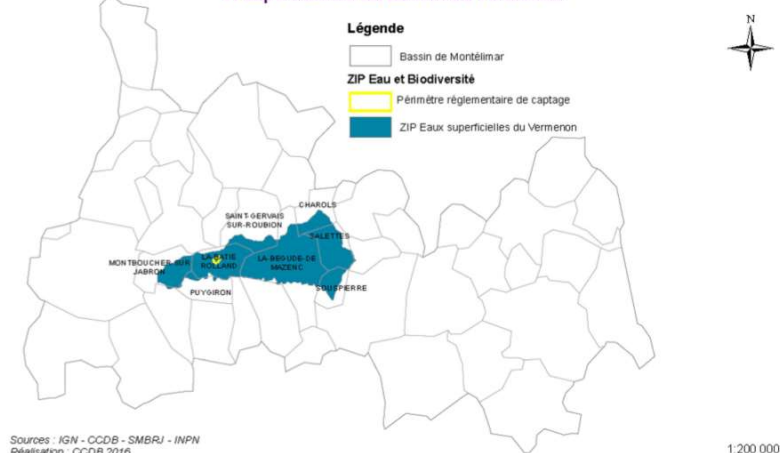 Légende
Bassin de Montélimar
ZIP Eau et Biodiversité
Périmètre réglementaire de captage
ZIP Eaux superficielles du Vermenon
N
CHAROLS
SAINT-GERVAIS
SUR-ROUBION
SALETTES
MONTBOUCHER-SUR
JABRON
LA-BATIE
ROLLAND
LA-BEGUDE-DE
MAZENC
PUYGIRON
SOUSPIERRE
Sources : IGN - CCDB - SMBRJ - INPN
Réalisation : CCDB 2016
1:200 000